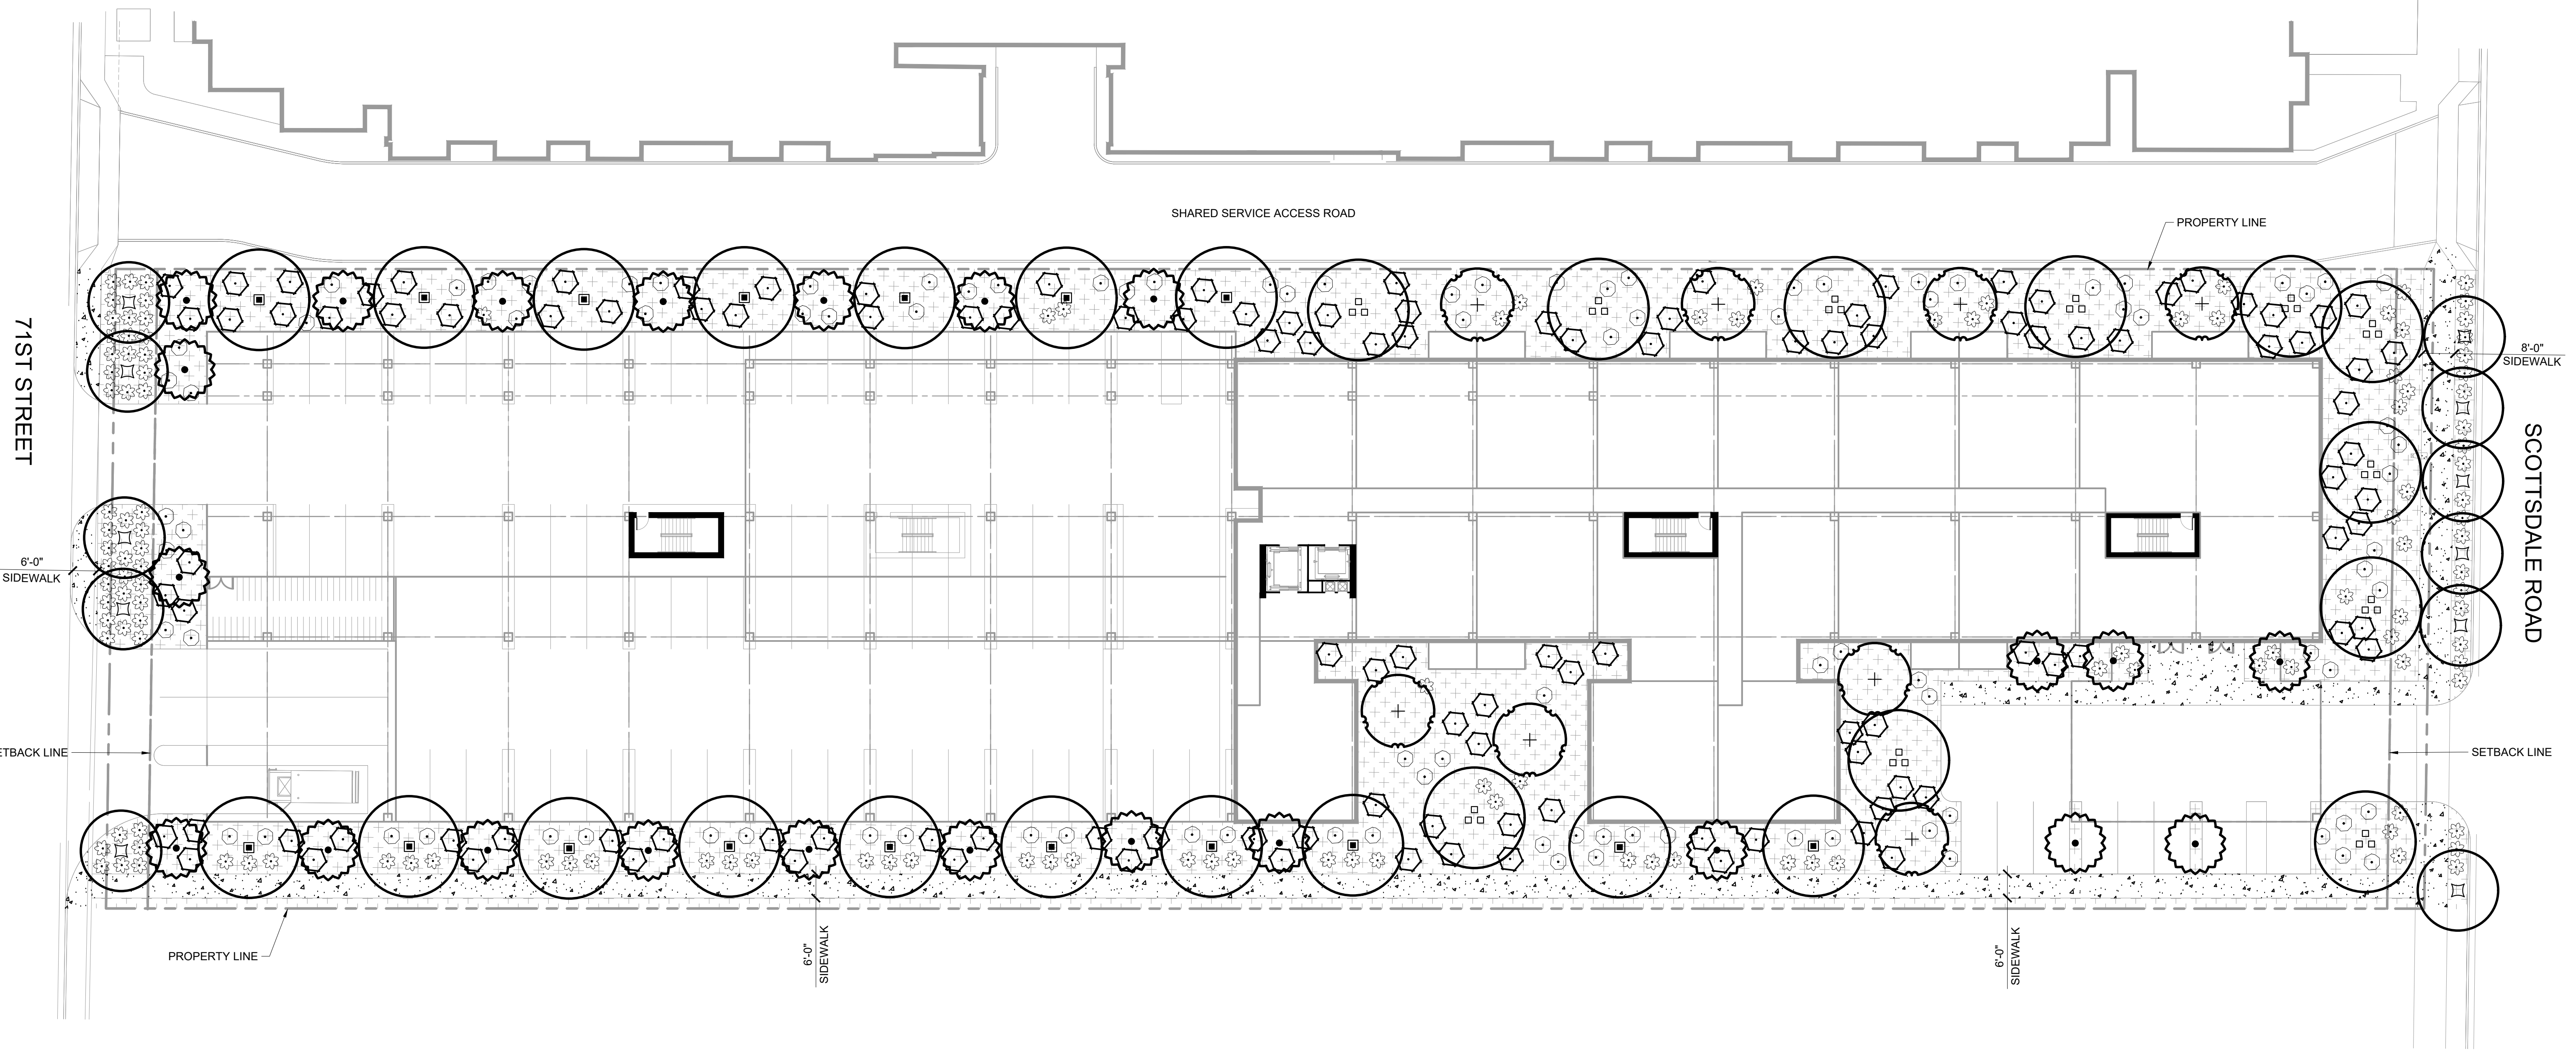 SHARED SERVICE ACCESS ROAD
PROPERTY LINE
71ST STREET
8'-0"
SIDEWALK
SCOTTSDALE ROAD
6'-0"
SIDEWALK
ETBACK LINE
SETBACK LINE
PROPERTY LINE
6'-0"
SIDEWALK
6'-0"
SIDEWALK